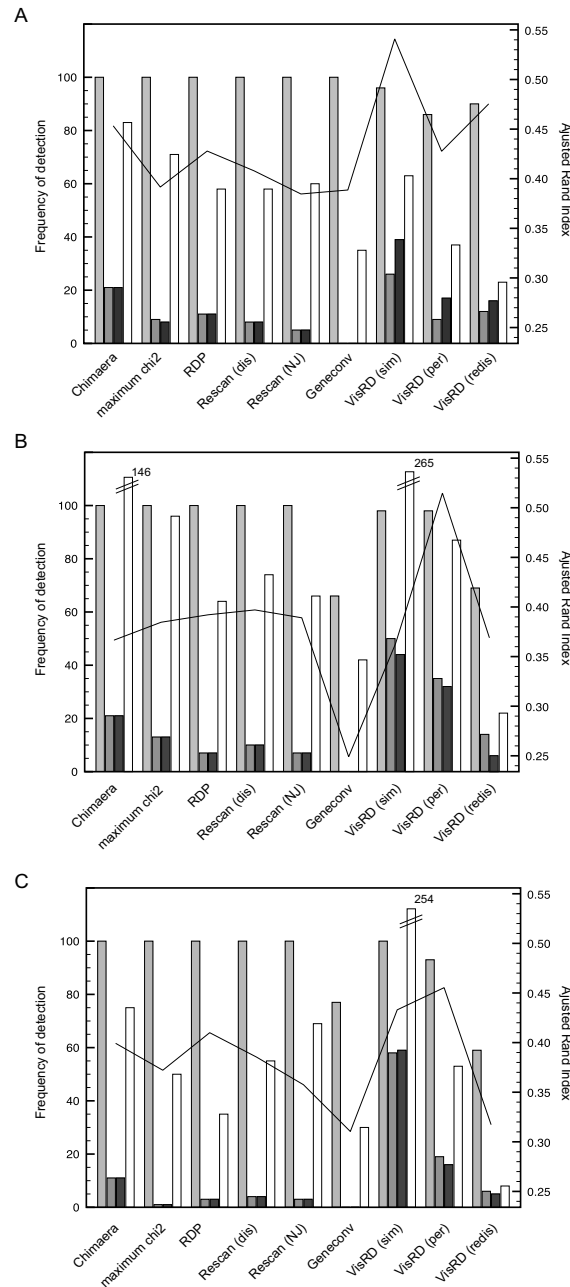 A
Frequency of detection
100
80
60
40
20
0
0.55
0.50
0.45
0.40
0.35
0.30
0.25
Ajusted Rand Index
Chimaera
maximum chi2
RDP
Rescan (dis)
Rescan (NJ)
Geneconv
VisRD (sim)
VisRD (per)
VisRD (redis)
B
146
265
Frequency of detection
100
80
60
40
20
0
0.55
0.50
0.45
0.40
0.35
0.30
0.25
Ajusted Rand Index
Chimaera
maximum chi2
RDP
Rescan (dis)
Rescan (NJ)
Geneconv
VisRD (sim)
VisRD (per)
VisRD (redis)
C
254
Frequency of detection
100
80
60
40
20
0
0.55
0.50
0.45
0.40
0.35
0.30
0.25
Ajusted Rand Index
Chimaera
maximum chi2
RDP
Rescan (dis)
Rescan (NJ)
Geneconv
VisRD (sim)
VisRD (per)
VisRD (redis)